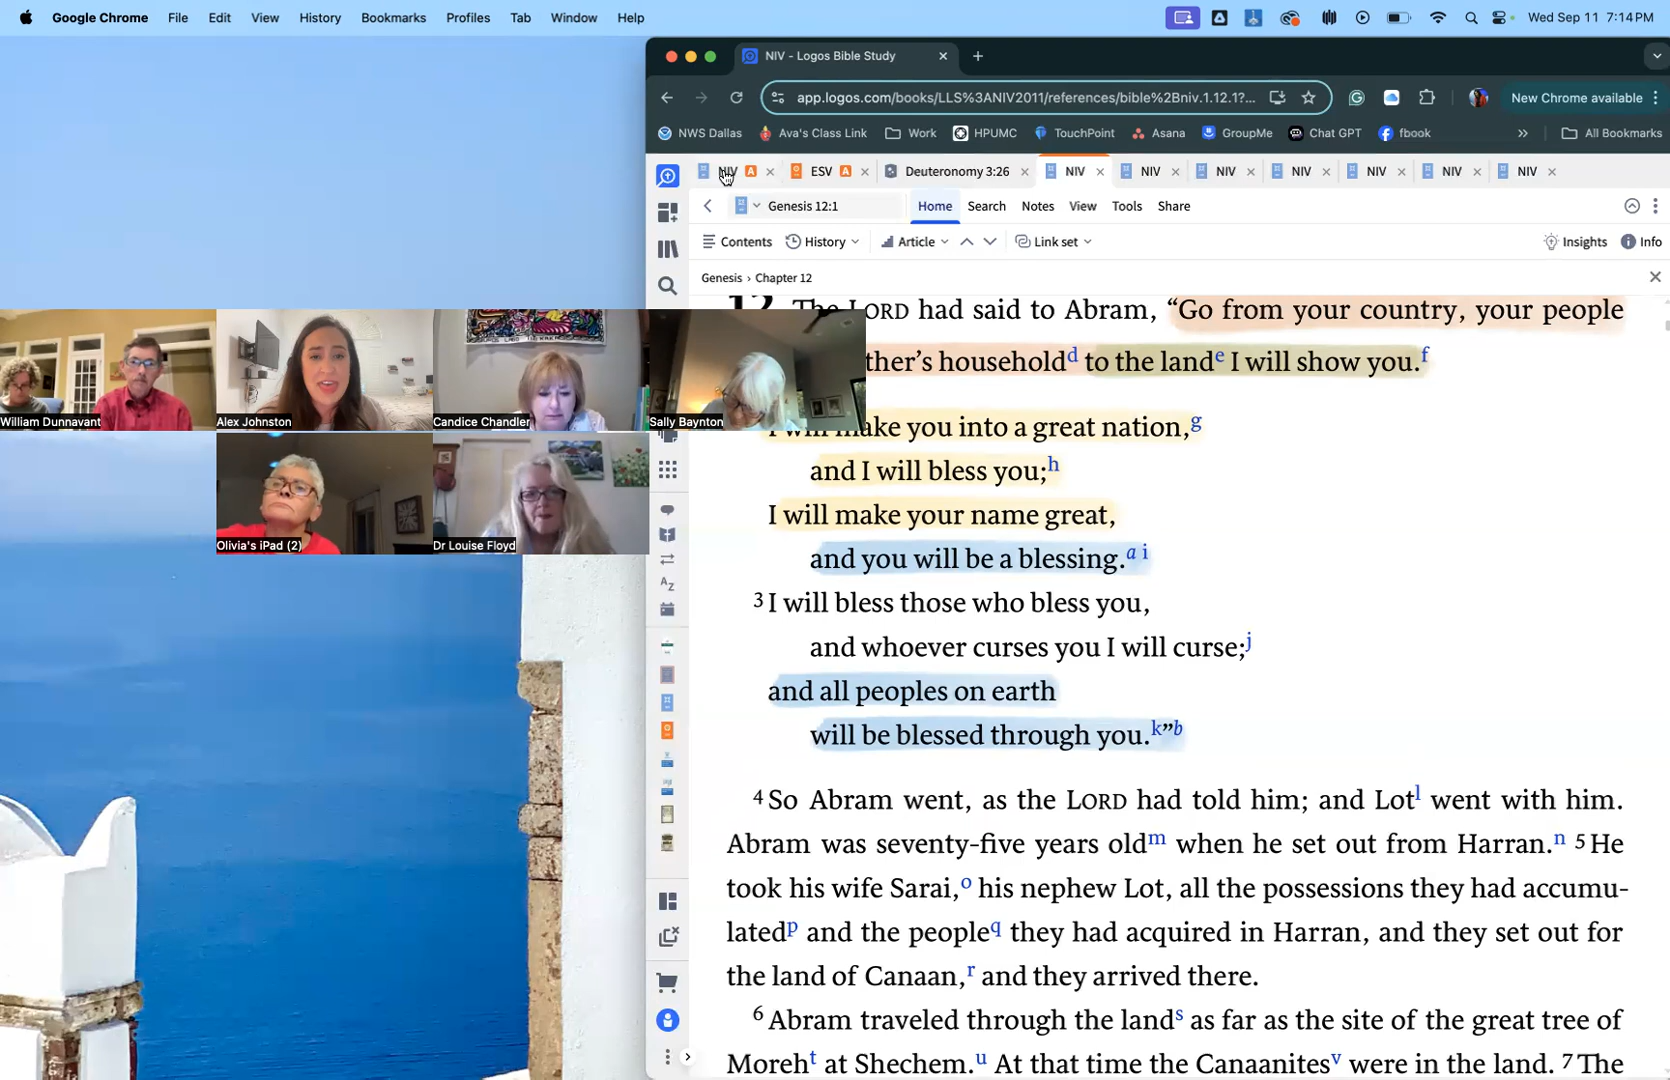 Google Chrome File Edit View History Bookmarks Profiles Tab Window Help Wed Sep 11 7:14 PM
NIV - Logos Bible Study
app.logos.com/books/LLS%3ANIV2011/references/bible%2Bniv.1.12.1?... New Chrome available
NWS Dallas Ava's Class Link Work HPUMC TouchPoint Asana GroupMe Chat GPT fbook » All Bookmarks
NIV A ESV A Deuteronomy 3:26 NIV NIV NIV NIV NIV NIV NIV
Genesis 12:1 Home Search Notes View Tools Share
Contents History Article Link set Insights Info
Genesis › Chapter 12
12 The LORD had said to Abram, “Go from your country, your people
ther’s household d to the land e I will show you. f
I will make you into a great nation, g
and I will bless you; h
I will make your name great,
and you will be a blessing. a i
3 I will bless those who bless you,
and whoever curses you I will curse; j
and all peoples on earth
will be blessed through you. k ” b
4 So Abram went, as the LORD had told him; and Lot l went with him.
Abram was seventy-five years old m when he set out from Harran. n 5 He
took his wife Sarai, o his nephew Lot, all the possessions they had accumu-
lated p and the people q they had acquired in Harran, and they set out for
the land of Canaan, r and they arrived there.
6 Abram traveled through the land s as far as the site of the great tree of
Moreh t at Shechem. u At that time the Canaanites v were in the land. 7 The
William Dunnavant
Alex Johnston
Candice Chandler
Sally Baynton
Olivia's iPad (2)
Dr Louise Floyd